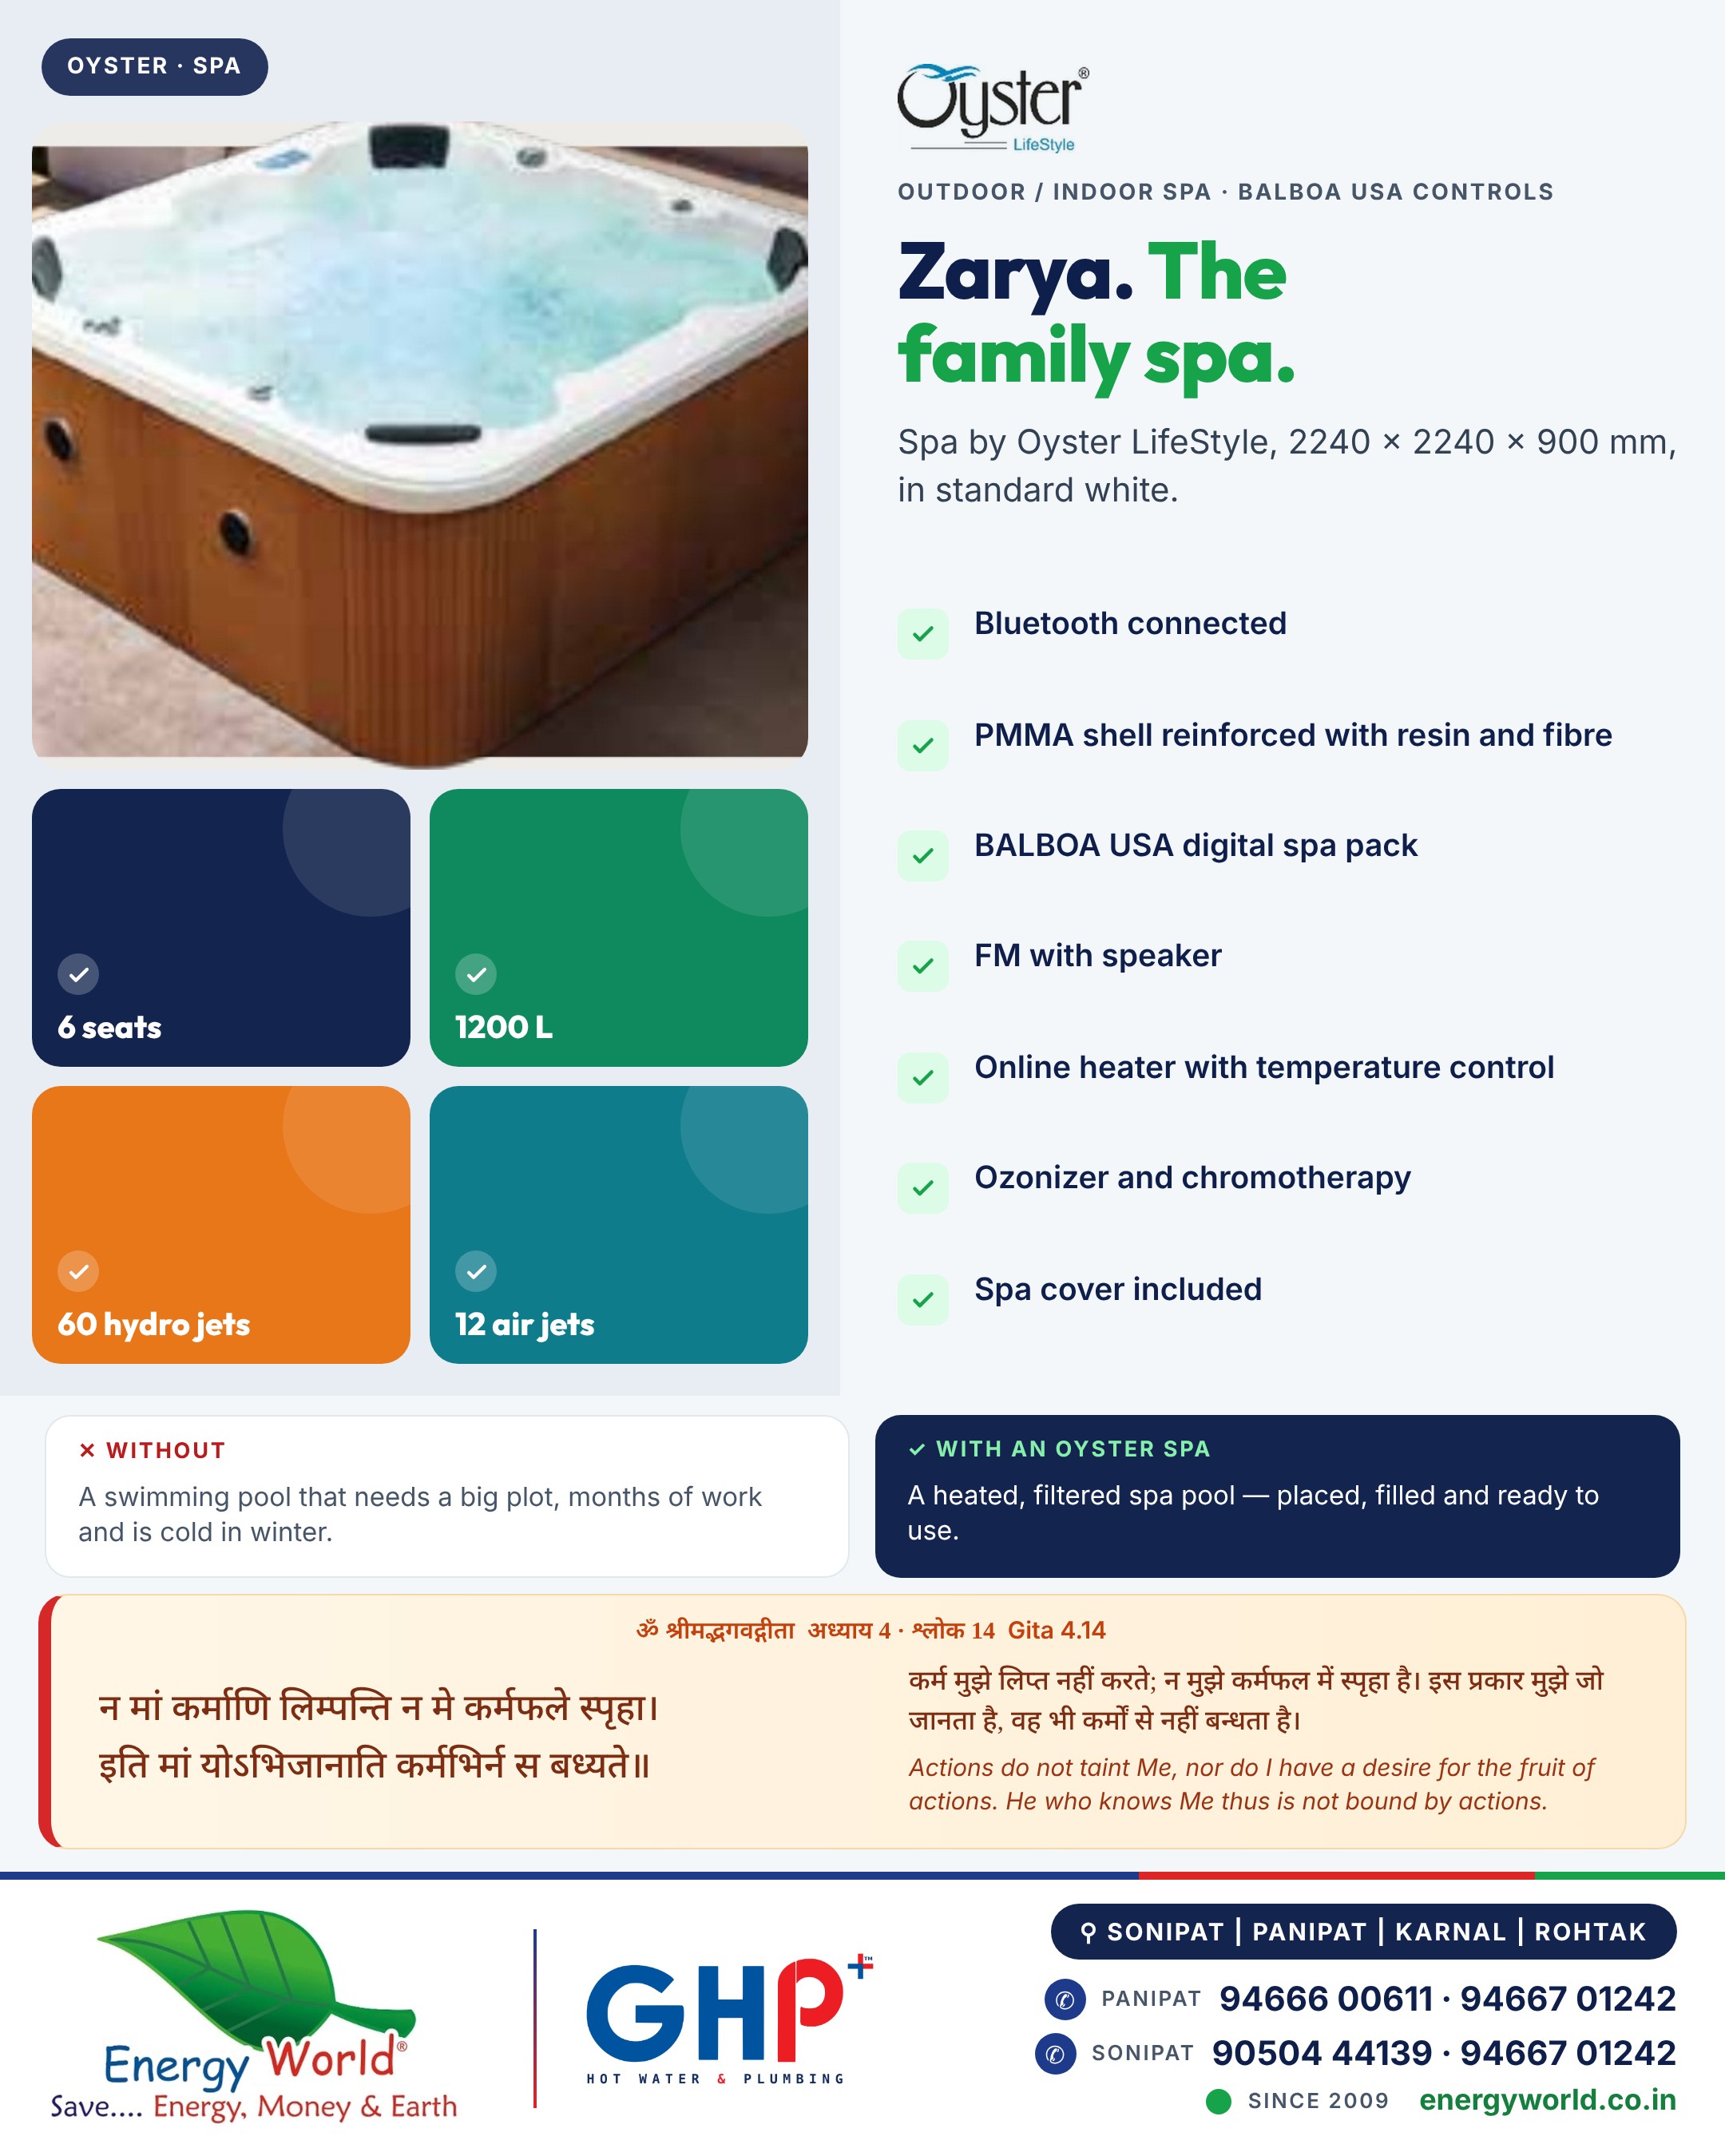 OYSTER · SPA
Oyster®
LifeStyle
OUTDOOR / INDOOR SPA · BALBOA USA CONTROLS
Zarya. The
family spa.
Spa by Oyster LifeStyle, 2240 × 2240 × 900 mm,
in standard white.
Bluetooth connected
PMMA shell reinforced with resin and fibre
BALBOA USA digital spa pack
FM with speaker
Online heater with temperature control
Ozonizer and chromotherapy
Spa cover included
6 seats
1200 L
60 hydro jets
12 air jets
✕ WITHOUT
A swimming pool that needs a big plot, months of work
and is cold in winter.
✓ WITH AN OYSTER SPA
A heated, filtered spa pool — placed, filled and ready to
use.
ॐ श्रीमद्भगवद्गीता अध्याय 4 · श्लोक 14 Gita 4.14
न मां कर्माणि लिम्पन्ति न मे कर्मफले स्पृहा।
इति मां योऽभिजानाति कर्मभिर्न स बध्यते॥
कर्म मुझे लिप्त नहीं करते; न मुझे कर्मफल में स्पृहा है। इस प्रकार मुझे जो
जानता है, वह भी कर्मों से नहीं बन्धता है।
Actions do not taint Me, nor do I have a desire for the fruit of
actions. He who knows Me thus is not bound by actions.
Energy World®
Save.... Energy, Money & Earth
GHP+™
HOT WATER & PLUMBING
SONIPAT | PANIPAT | KARNAL | ROHTAK
PANIPAT 94666 00611 · 94667 01242
SONIPAT 90504 44139 · 94667 01242
SINCE 2009 energyworld.co.in